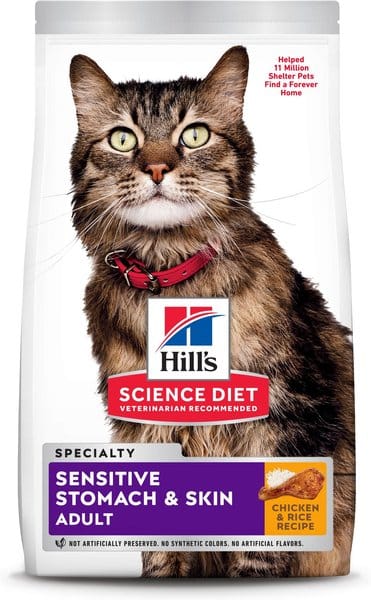 Helped
11 Million
Shelter Pets
Find a Forever
Home
Hill's
SCIENCE DIET
VETERINARIAN RECOMMENDED
SPECIALTY
SENSITIVE
STOMACH & SKIN
ADULT
CHICKEN
& RICE
RECIPE
NOT ARTIFICIALLY PRESERVED. NO SYNTHETIC COLORS. NO ARTIFICIAL FLAVORS.